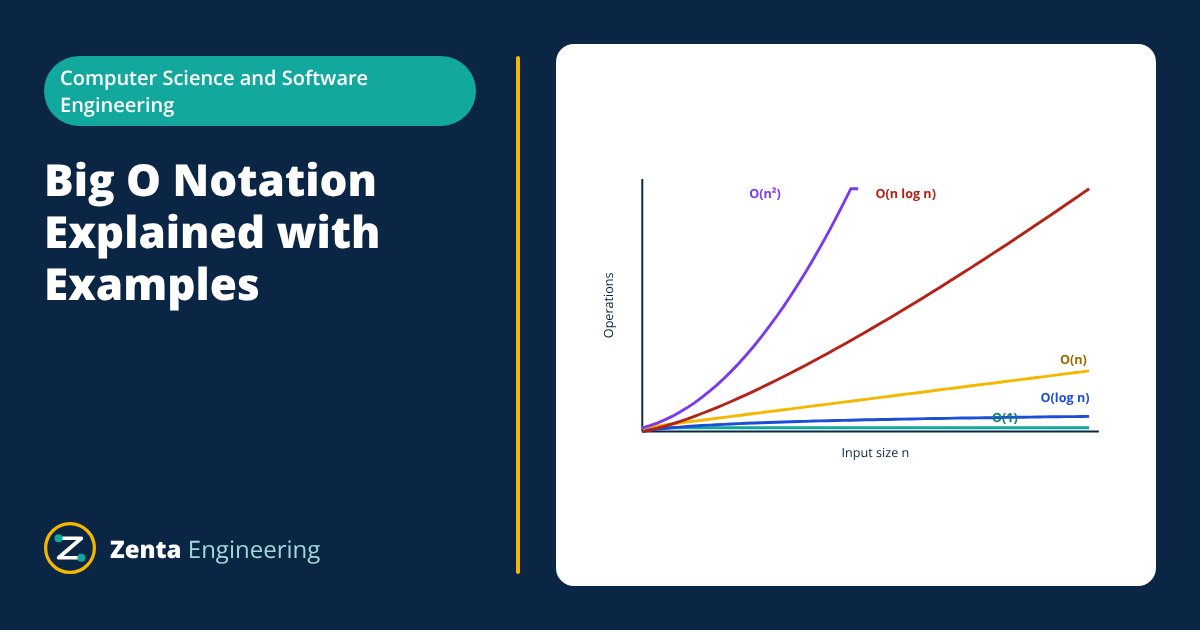 Computer Science and Software
Engineering
Big O Notation
Explained with
Examples
Zenta Engineering
O(n²)
O(n log n)
Operations
O(n)
O(log n)
O(1)
Input size n